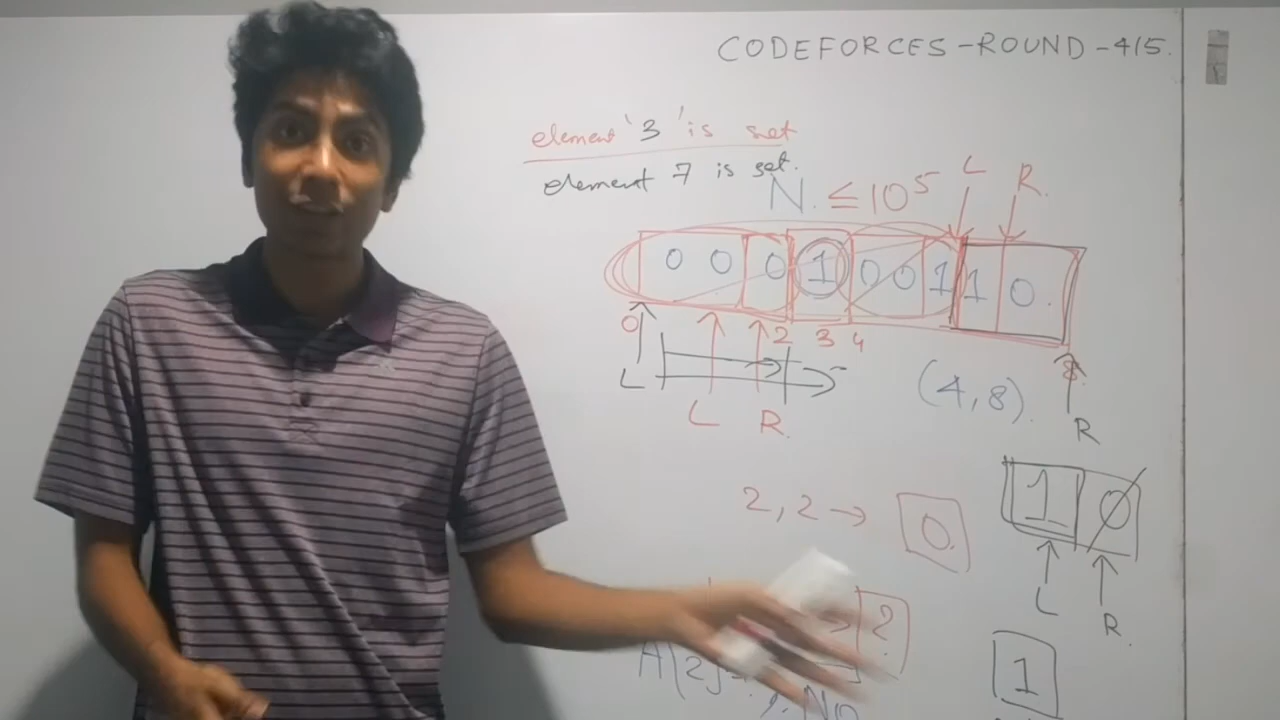 CODEFORCES-ROUND-415.
element '3' is set
element 7 is set.
N. ≤ 10⁵
L R.
0 0 0 1 0 0 1 1 0.
0 2 3 4 8
L
L R.
(4,8).
R
2,2 → 0.
1 0
L R.
?
A[2]
1
No